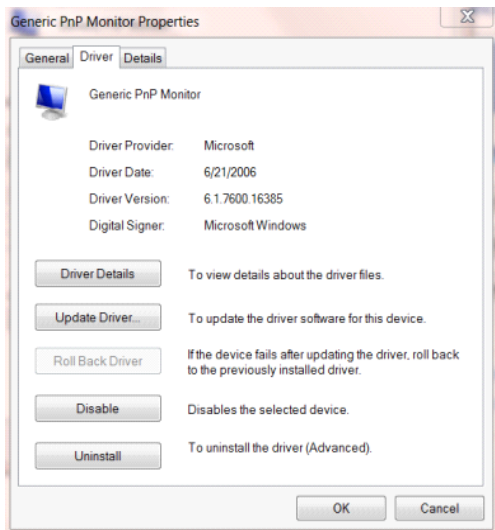 Generic PnP Monitor Properties
General Driver Details
Generic PnP Monitor
Driver Provider: Microsoft
Driver Date: 6/21/2006
Driver Version: 6.1.7600.16385
Digital Signer: Microsoft Windows
Driver Details To view details about the driver files.
Update Driver... To update the driver software for this device.
Roll Back Driver If the device fails after updating the driver, roll back
to the previously installed driver.
Disable Disables the selected device.
Uninstall To uninstall the driver (Advanced).
OK Cancel